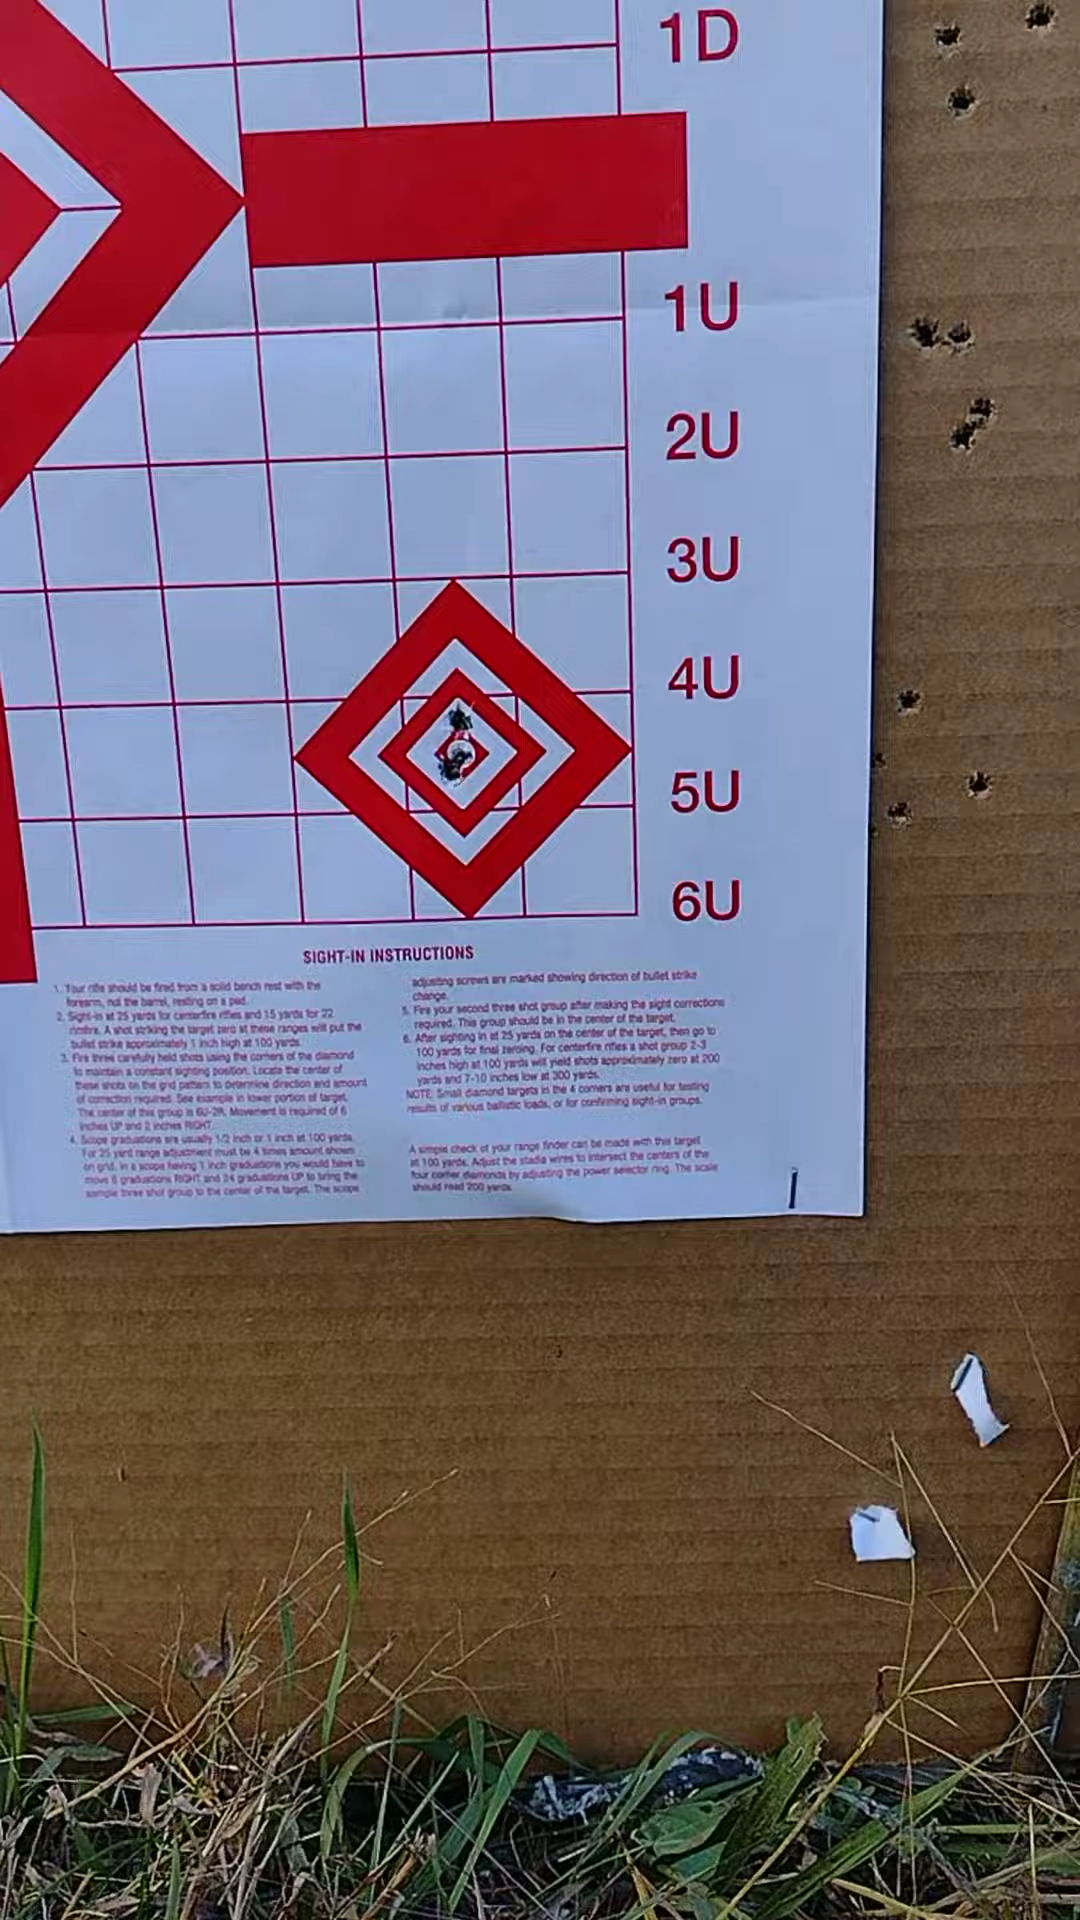 1D
1U
2U
3U
4U
5U
6U
SIGHT-IN INSTRUCTIONS
1. Your rifle should be fired from a solid bench rest with the
forearm, not the barrel, resting on a pad.
2. Sight-in at 25 yards for centerfire rifles and 15 yards for 22
rimfire. A shot striking the target zero at these ranges will put the
bullet strike approximately 1 inch high at 100 yards.
3. Fire three carefully held shots using the corners of the diamond
to maintain a constant sighting position. Locate the center of
these shots on the grid pattern to determine direction and amount
of correction required. See example in lower portion of target.
The center of this group is 6U-2R. Movement is required of 6
inches UP and 2 inches RIGHT.
4. Scope graduations are usually 1/2 inch or 1 inch at 100 yards.
For 25 yard range adjustment must be 4 times amount shown
on grid. In a scope having 1 inch graduations you would have to
move 8 graduations RIGHT and 24 graduations UP to bring the
sample three shot group to the center of the target. The scope
adjusting screws are marked showing direction of bullet strike
change.
5. Fire your second three shot group after making the sight corrections
required. This group should be in the center of the target.
6. After sighting in at 25 yards on the center of the target, then go to
100 yards for final zeroing. For centerfire rifles a shot group 2-3
inches high at 100 yards will yield shots approximately zero at 200
yards and 7-10 inches low at 300 yards.
NOTE: Small diamond targets in the 4 corners are useful for testing
results of various ballistic loads, or for confirming sight-in groups.
A simple check of your range finder can be made with this target
at 100 yards. Adjust the stadia wires to intersect the centers of the
four corner diamonds by adjusting the power selector ring. The scale
should read 200 yards.